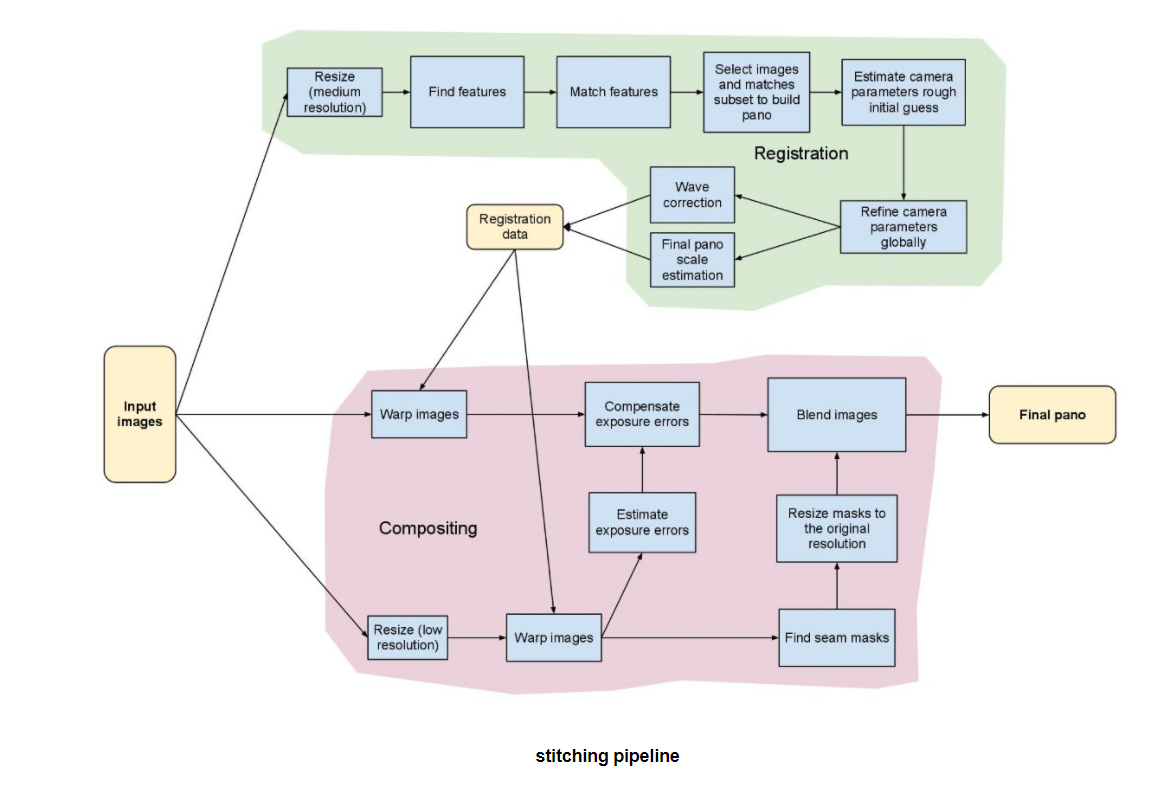 Resize
(medium
resolution)
Find features
Match features
Select images
and matches
subset to build
pano
Estimate camera
parameters rough
initial guess
Registration
Wave
correction
Refine camera
parameters
globally
Final pano
scale
estimation
Registration
data
Input
images
Warp images
Compensate
exposure errors
Blend images
Final pano
Compositing
Estimate
exposure errors
Resize masks to
the original
resolution
Resize (low
resolution)
Warp images
Find seam masks
stitching pipeline